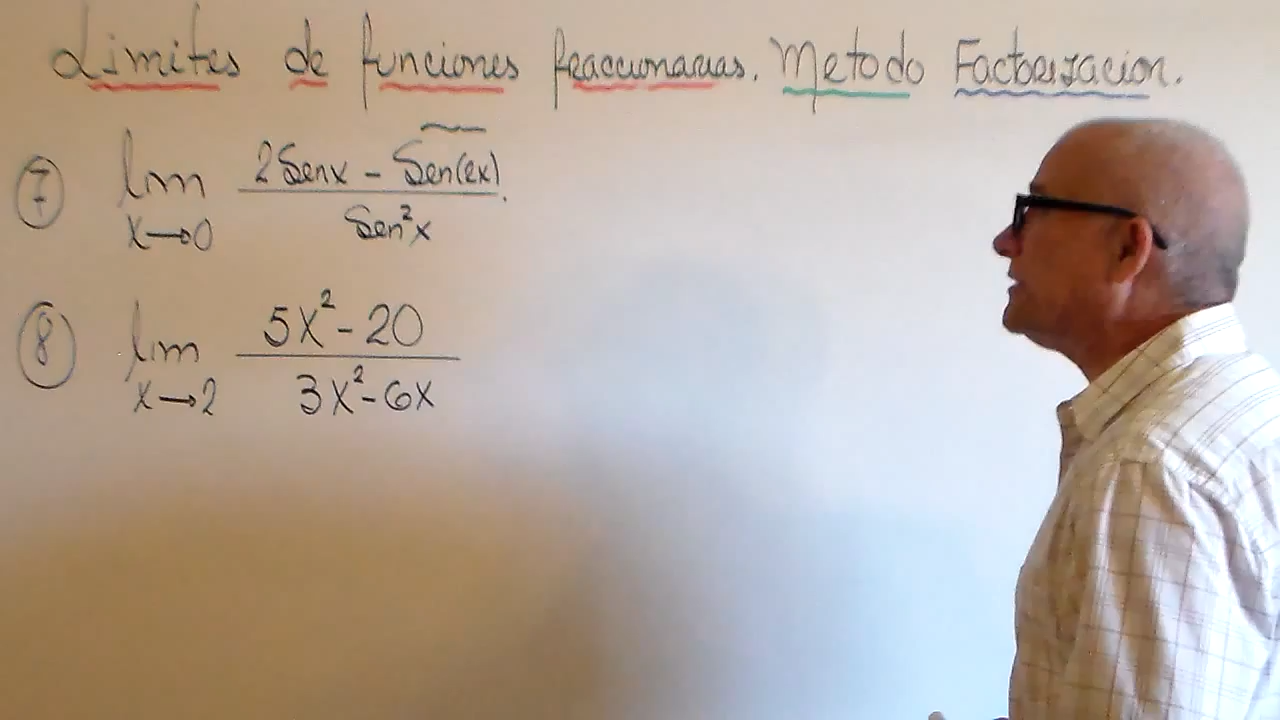 Limites de funciones fraccionarias. Metodo Factorizacion.
⑦ lim x→0 (2Senx - Sen(2x)) / Sen²x
⑧ lim x→2 (5x² - 20) / (3x² - 6x)